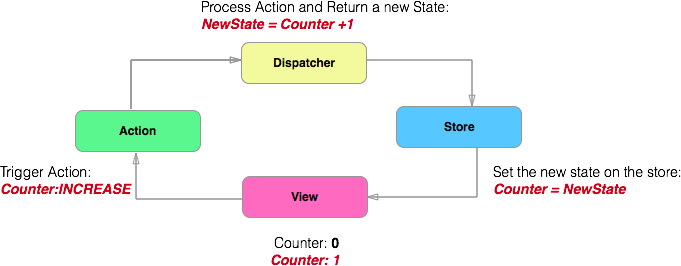 Process Action and Return a new State:
NewState = Counter +1
Dispatcher
Action
Store
Trigger Action:
Counter:INCREASE
View
Set the new state on the store:
Counter = NewState
Counter: 0
Counter: 1